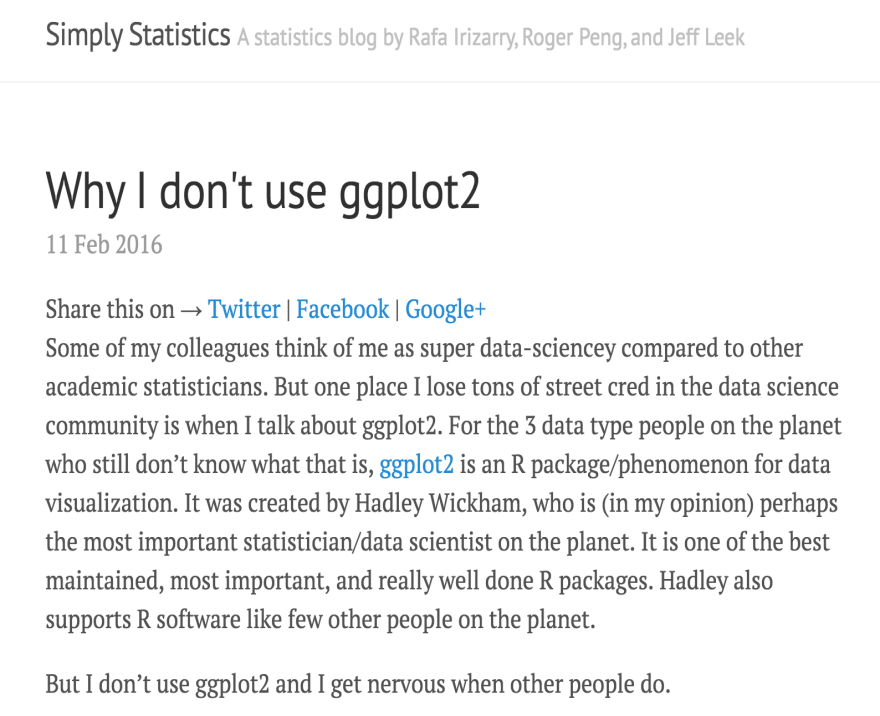 Simply Statistics A statistics blog by Rafa Irizarry, Roger Peng, and Jeff Leek
Why I don't use ggplot2
11 Feb 2016
Share this on → Twitter | Facebook | Google+
Some of my colleagues think of me as super data-sciencey compared to other
academic statisticians. But one place I lose tons of street cred in the data science
community is when I talk about ggplot2. For the 3 data type people on the planet
who still don’t know what that is, ggplot2 is an R package/phenomenon for data
visualization. It was created by Hadley Wickham, who is (in my opinion) perhaps
the most important statistician/data scientist on the planet. It is one of the best
maintained, most important, and really well done R packages. Hadley also
supports R software like few other people on the planet.
But I don’t use ggplot2 and I get nervous when other people do.